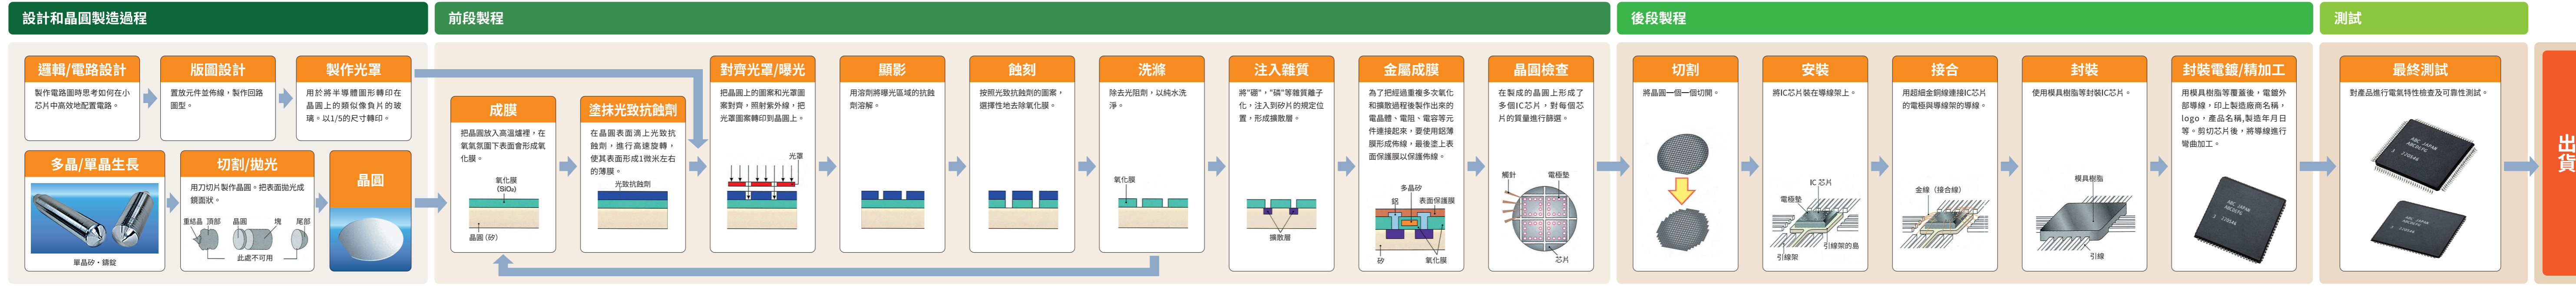 設計和晶圓製造過程
邏輯/電路設計
製作電路圖時思考如何在小
芯片中高效地配置電路。
版圖設計
置放元件並佈線，製作回路
圖型。
製作光罩
用於將半導體圖形轉印在
晶圓上的類似像負片的玻
璃。以1/5的尺寸轉印。
多晶/單晶生長
單晶矽・鑄錠
切割/拋光
用刀切片製作晶圓。把表面拋光成
鏡面狀。
重結晶 頂部 晶圓 塊 尾部
此處不可用
晶圓
前段製程
成膜
把晶圓放入高溫爐裡，在
氧氣氛圍下表面會形成氧
化膜。
氧化膜
(SiO₂)
晶圓(矽)
塗抹光致抗蝕劑
在晶圓表面滴上光致抗
蝕劑，進行高速旋轉，
使其表面形成1微米左右
的薄膜。
光致抗蝕劑
對齊光罩/曝光
把晶圓上的圖案和光罩圖
案對齊，照射紫外線，把
光罩圖案轉印到晶圓上。
光罩
顯影
用溶劑將曝光區域的抗蝕
劑溶解。
蝕刻
按照光致抗蝕劑的圖案，
選擇性地去除氧化膜。
洗滌
除去光阻劑，以純水洗
淨。
氧化膜
注入雜質
將"硼"，"磷"等雜質離子
化，注入到矽片的規定位
置，形成擴散層。
擴散層
金屬成膜
為了把經過重複多次氧化
和擴散過程後製作出來的
電晶體、電阻、電容等元
件連接起來，要使用鋁薄
膜形成佈線，最後塗上表
面保護膜以保護佈線。
多晶矽
鋁
表面保護膜
矽
氧化膜
晶圓檢查
在製成的晶圓上形成了
多個IC芯片，對每個芯
片的質量進行篩選。
觸針
電極墊
芯片
後段製程
切割
將晶圓一個一個切開。
安裝
將IC芯片裝在導線架上。
IC 芯片
電極墊
引線架的島
引線架
接合
用超細金銅線連接IC芯片
的電極與導線架的導線。
金線（接合線）
封裝
使用模具樹脂等封裝IC芯片。
模具樹脂
引線
封裝電鍍/精加工
用模具樹脂等覆蓋後，電鍍外
部導線，印上製造廠商名稱，
logo，產品名稱,製造年月日
等。剪切芯片後，將導線進行
彎曲加工。
ABC JAPAN
ABCDEFG
J 220546
測試
最終測試
對產品進行電氣特性檢查及可靠性測試。
ABC JAPAN
ABCDEFG
J 220546
ABC JAPAN
ABCDEFG
J 220546
出貨